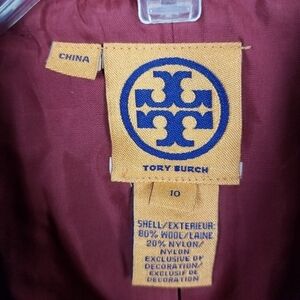 CHINA
TORY BURCH
10
SHELL/EXTERIEUR:
80% WOOL/LAINE
20% NYLON/
NYLON
EXCLUSIVE OF
DECORATION/
EXCLUSIF DE
DECORATION